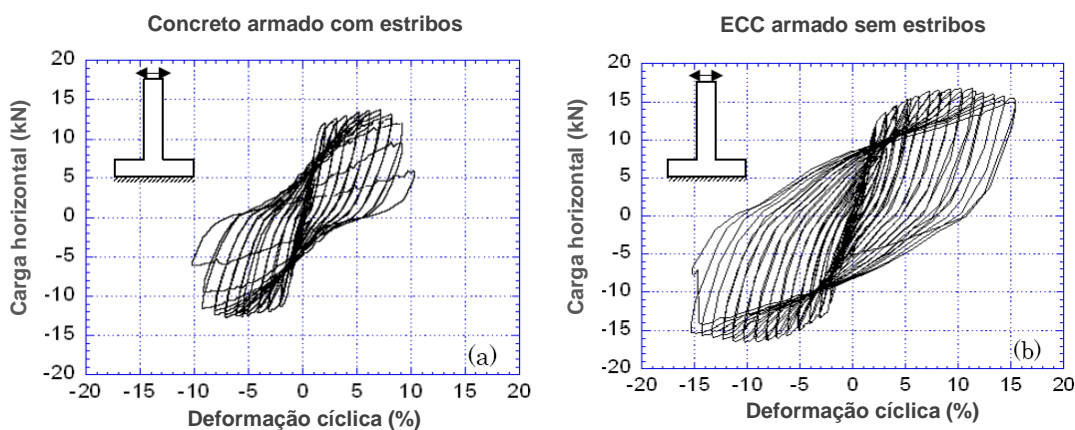 Concreto armado com estribos
Carga horizontal (kN)
20
15
10
5
0
-5
-10
-15
-20
-20 -15 -10 -5 0 5 10 15 20
(a)
Deformação cíclica (%)
ECC armado sem estribos
Carga horizontal (kN)
20
15
10
5
0
-5
-10
-15
-20
-20 -15 -10 -5 0 5 10 15 20
(b)
Deformação cíclica (%)